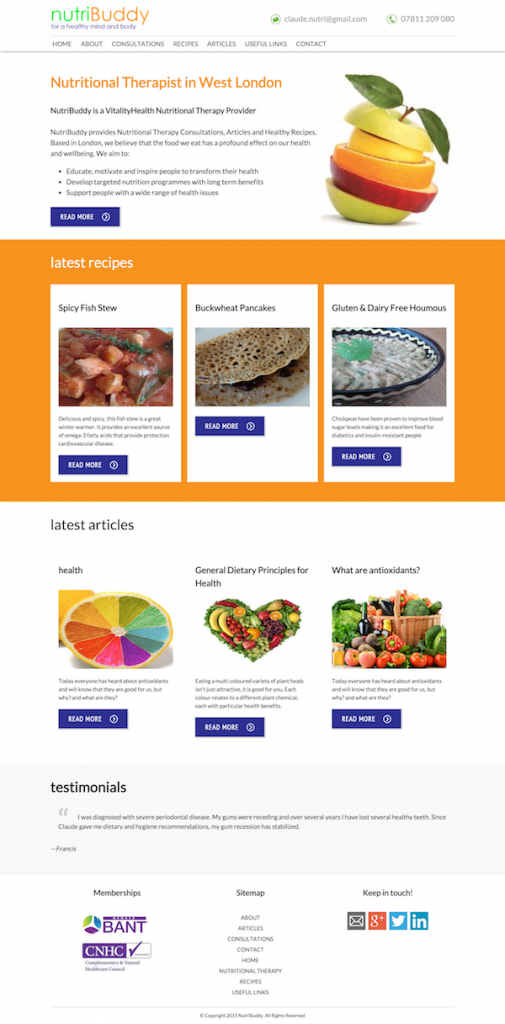 nutriBuddy
for a healthy mind and body
claude.nutri@gmail.com
07811 209 080
HOME ABOUT CONSULTATIONS RECIPES ARTICLES USEFUL LINKS CONTACT
Nutritional Therapist in West London
NutriBuddy is a VitalityHealth Nutritional Therapy Provider
NutriBuddy provides Nutritional Therapy Consultations, Articles and Healthy Recipes.
Based in London, we believe that the food we eat has a profound effect on our health
and wellbeing. We aim to:
• Educate, motivate and inspire people to transform their health
• Develop targeted nutrition programmes with long term benefits
• Support people with a wide range of health issues
READ MORE
latest recipes
Spicy Fish Stew
Delicious and spicy, this fish stew is a great
winter warmer. It provides an excellent source
of omega-3 fatty acids that provide protection
cardiovascular disease.
READ MORE
Buckwheat Pancakes
READ MORE
Gluten & Dairy Free Houmous
Chickpeas have been proven to improve blood
sugar levels making it an excellent food for
diabetics and insulin-resistant people
READ MORE
latest articles
health
Today everyone has heard about antioxidants
and will know that they are good for us, but
why? and what are they?
READ MORE
General Dietary Principles for
Health
Eating a multi-coloured variety of plant foods
isn't just attractive, it is good for you. Each
colour relates to a different plant chemical,
each with particular health benefits.
READ MORE
What are antioxidants?
Today everyone has heard about antioxidants
and will know that they are good for us, but
why? and what are they?
READ MORE
testimonials
“ I was diagnosed with severe periodontal disease. My gums were receding and over several years I have lost several healthy teeth. Since
Claude gave me dietary and hygiene recommendations, my gum recession has stabilized.
—Francis
Memberships
MEMBER
BANT
CNHC
Complementary & Natural
Healthcare Council
Sitemap
ABOUT
ARTICLES
CONSULTATIONS
CONTACT
HOME
NUTRITIONAL THERAPY
RECIPES
USEFUL LINKS
Keep in touch!
g+
in
© Copyright 2015 NutriBuddy. All Rights Reserved